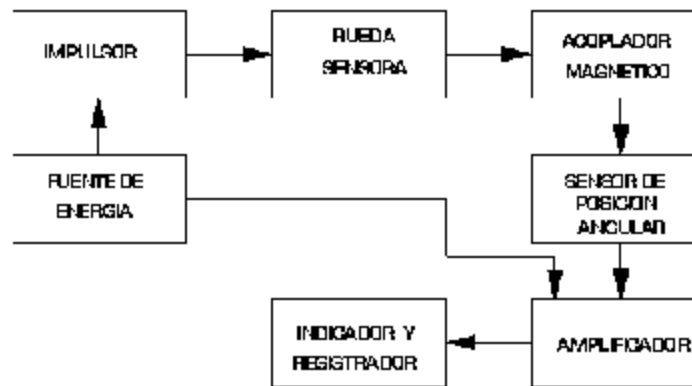 IMPULSOR
RUEDA
SENSORA
ACOPLADOR
MAGNETICO
FUENTE DE
ENERGIA
SENSOR DE
POSICION
ANGULAR
INDICADOR Y
REGISTRADOR
AMPLIFICADOR